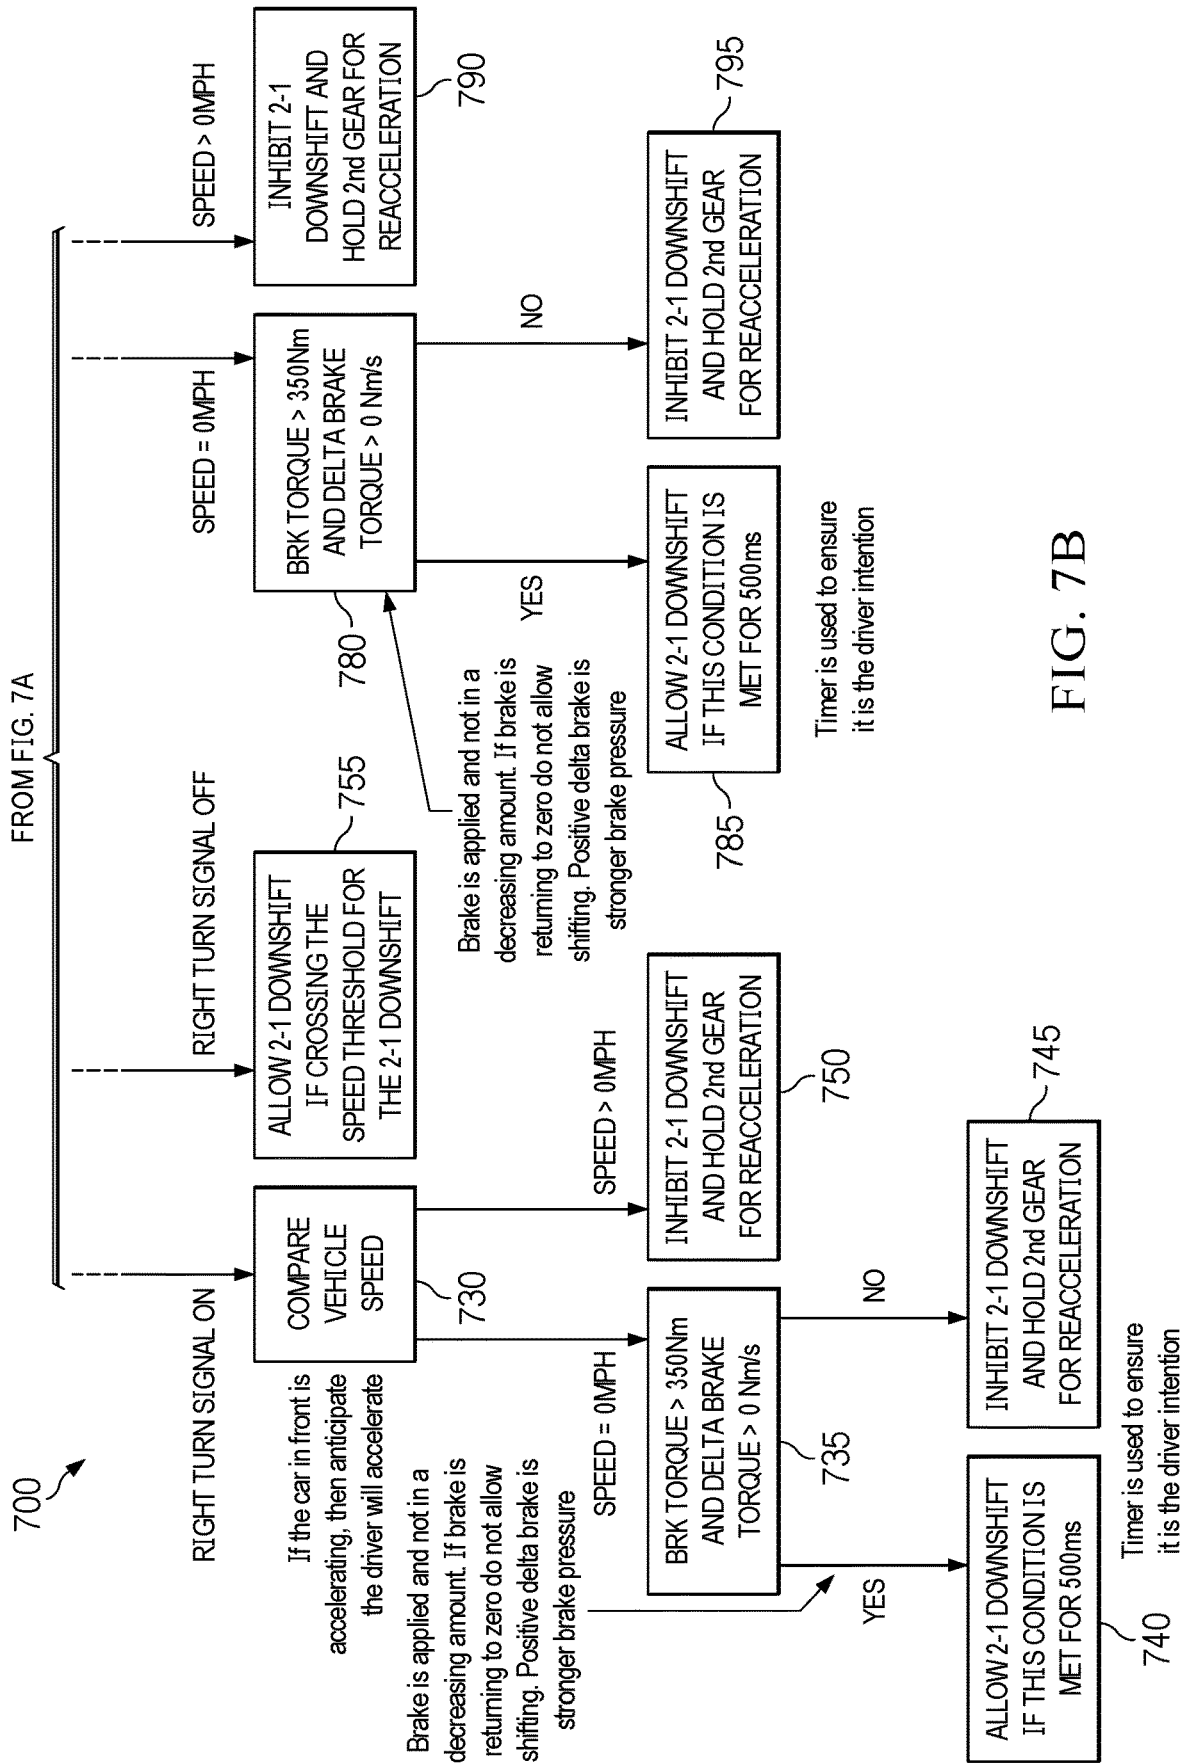 FROM FIG. 7A
700
RIGHT TURN SIGNAL ON
RIGHT TURN SIGNAL OFF
SPEED = 0MPH
SPEED > 0MPH
COMPARE
VEHICLE
SPEED
730
If the car in front is
accelerating, then anticipate
the driver will accelerate
ALLOW 2-1 DOWNSHIFT
IF CROSSING THE
SPEED THRESHOLD FOR
THE 2-1 DOWNSHIFT
755
BRK TORQUE > 350Nm
AND DELTA BRAKE
TORQUE > 0 Nm/s
780
INHIBIT 2-1
DOWNSHIFT AND
HOLD 2nd GEAR FOR
REACCELERATION
790
Brake is applied and not in a
decreasing amount. If brake is
returning to zero do not allow
shifting. Positive delta brake is
stronger brake pressure
SPEED = 0MPH
SPEED > 0MPH
Brake is applied and not in a
decreasing amount. If brake is
returning to zero do not allow
shifting. Positive delta brake is
stronger brake pressure
YES
NO
BRK TORQUE > 350Nm
AND DELTA BRAKE
TORQUE > 0 Nm/s
735
INHIBIT 2-1 DOWNSHIFT
AND HOLD 2nd GEAR
FOR REACCELERATION
750
ALLOW 2-1 DOWNSHIFT
IF THIS CONDITION IS
MET FOR 500ms
785
Timer is used to ensure
it is the driver intention
INHIBIT 2-1 DOWNSHIFT
AND HOLD 2nd GEAR
FOR REACCELERATION
795
YES
NO
ALLOW 2-1 DOWNSHIFT
IF THIS CONDITION IS
MET FOR 500ms
740
INHIBIT 2-1 DOWNSHIFT
AND HOLD 2nd GEAR
FOR REACCELERATION
745
Timer is used to ensure
it is the driver intention
FIG. 7B